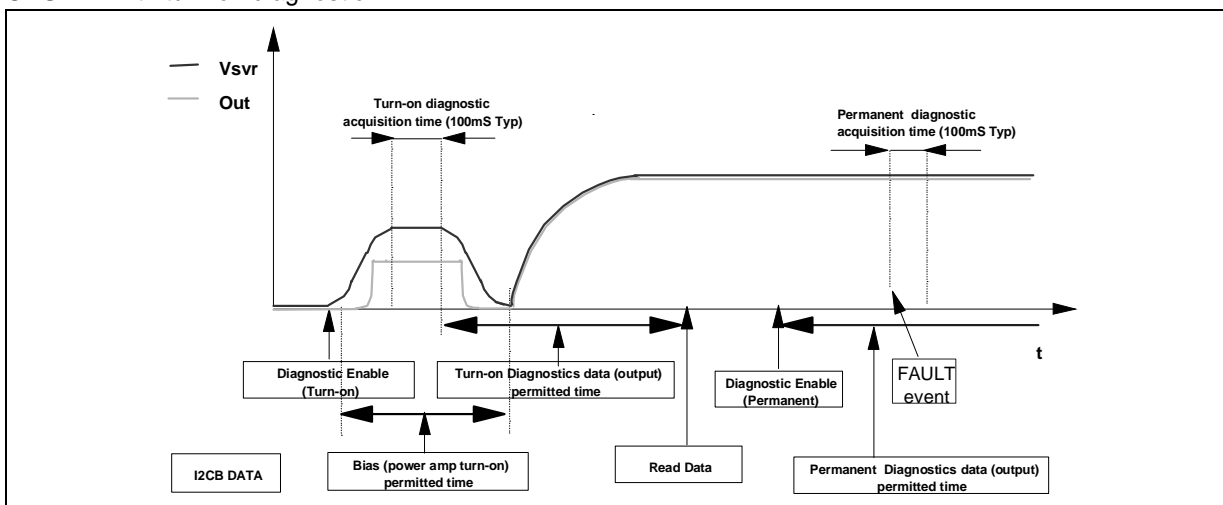 Vsvr
Out
Turn-on diagnostic
acquisition time (100mS Typ)
Permanent diagnostic
acquisition time (100mS Typ)
t
Diagnostic Enable
(Turn-on)
Turn-on Diagnostics data (output)
permitted time
Diagnostic Enable
(Permanent)
FAULT
event
I2CB DATA
Bias (power amp turn-on)
permitted time
Read Data
Permanent Diagnostics data (output)
permitted time